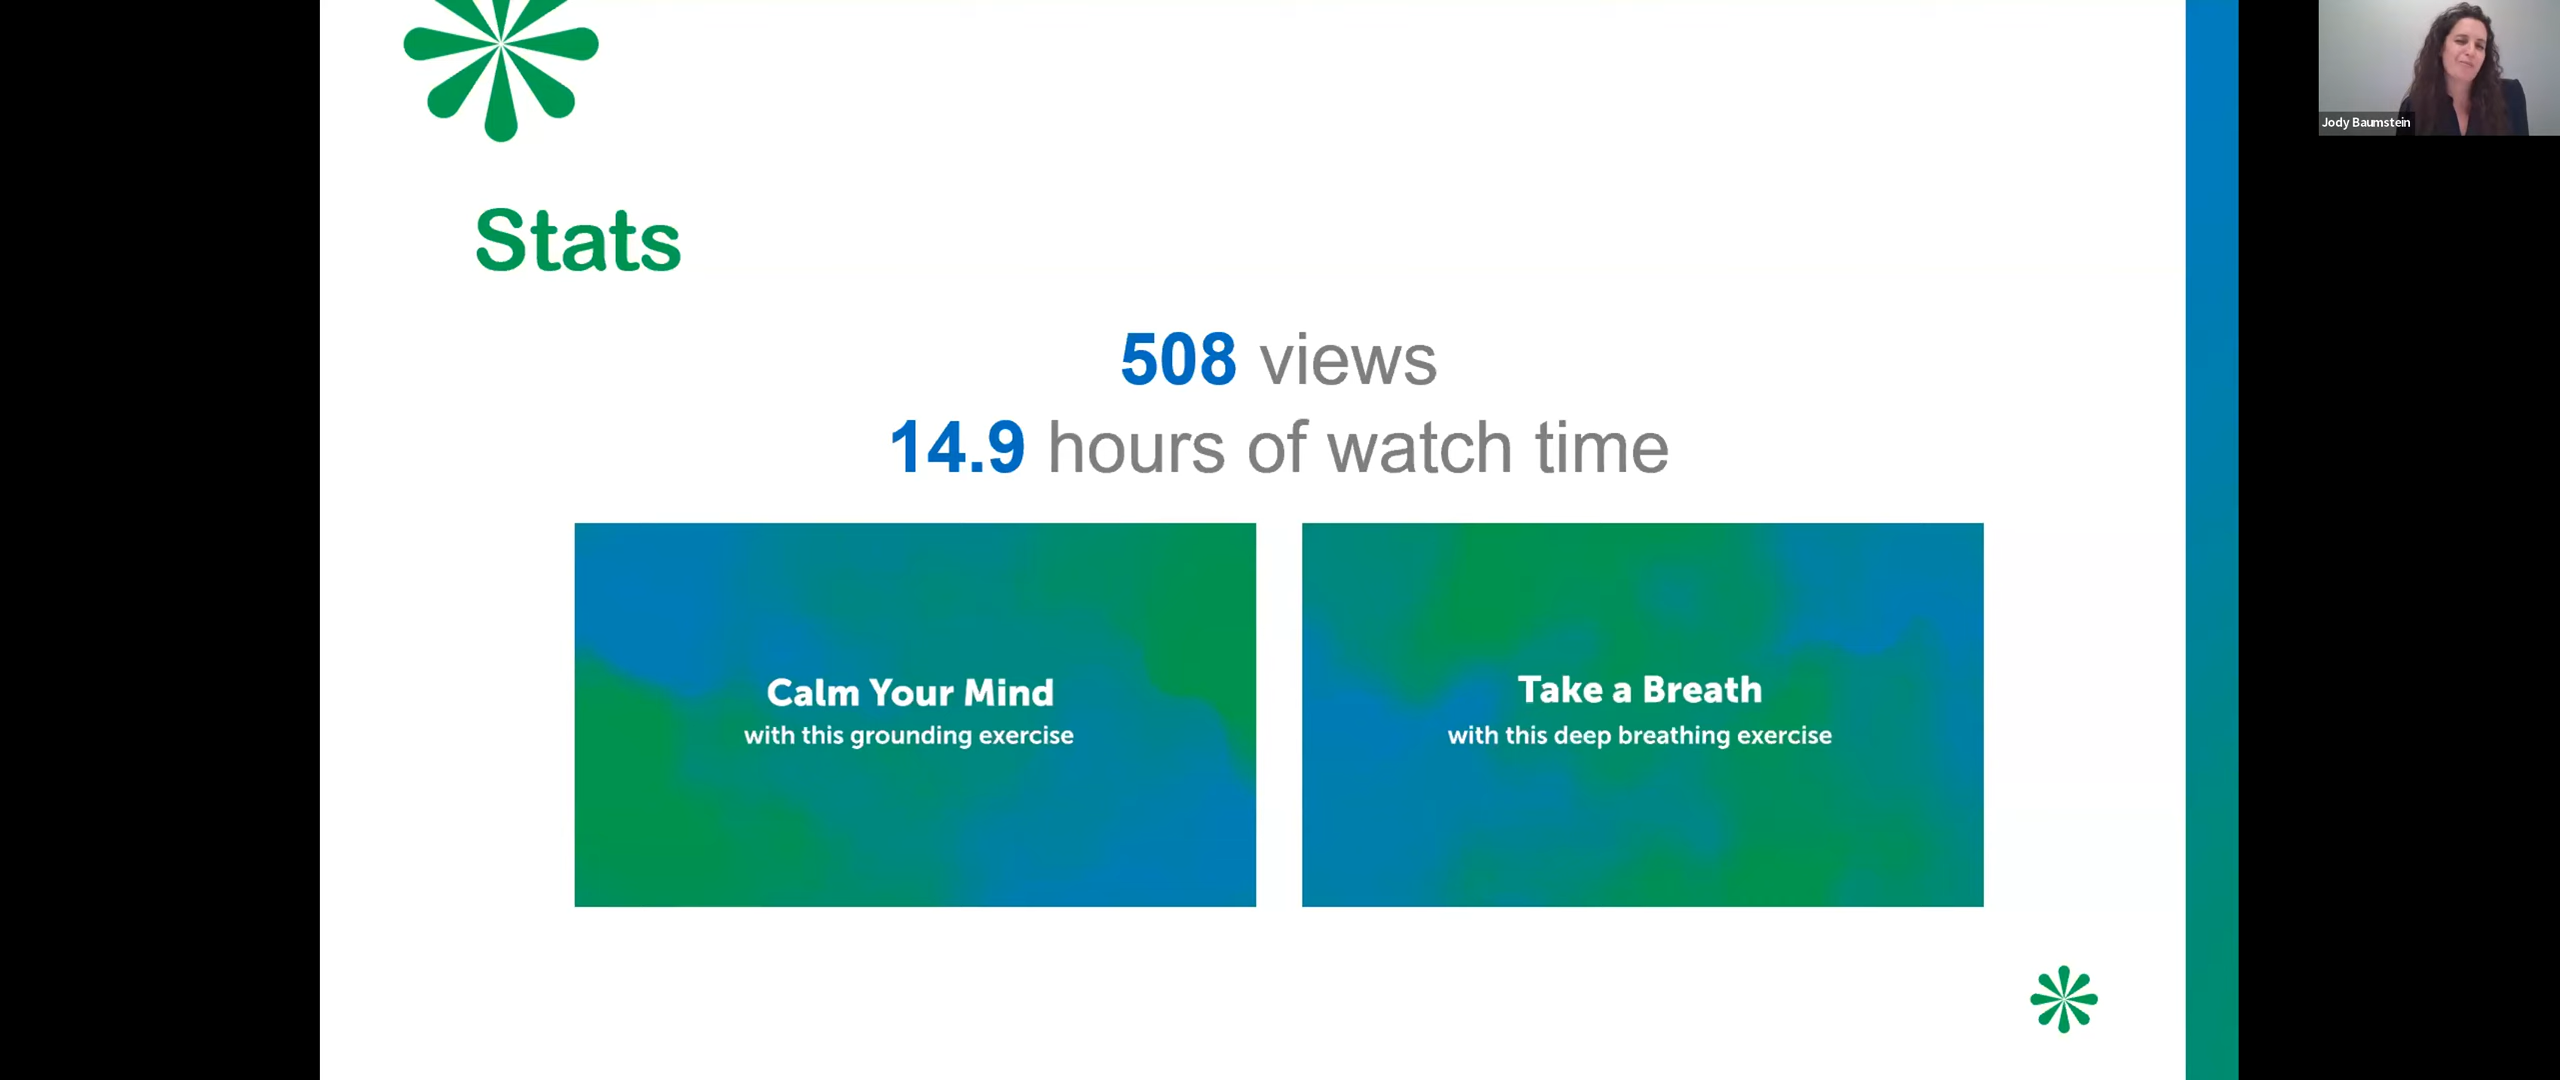 Jody Baumstein
Stats
508 views
14.9 hours of watch time
Calm Your Mind
with this grounding exercise
Take a Breath
with this deep breathing exercise